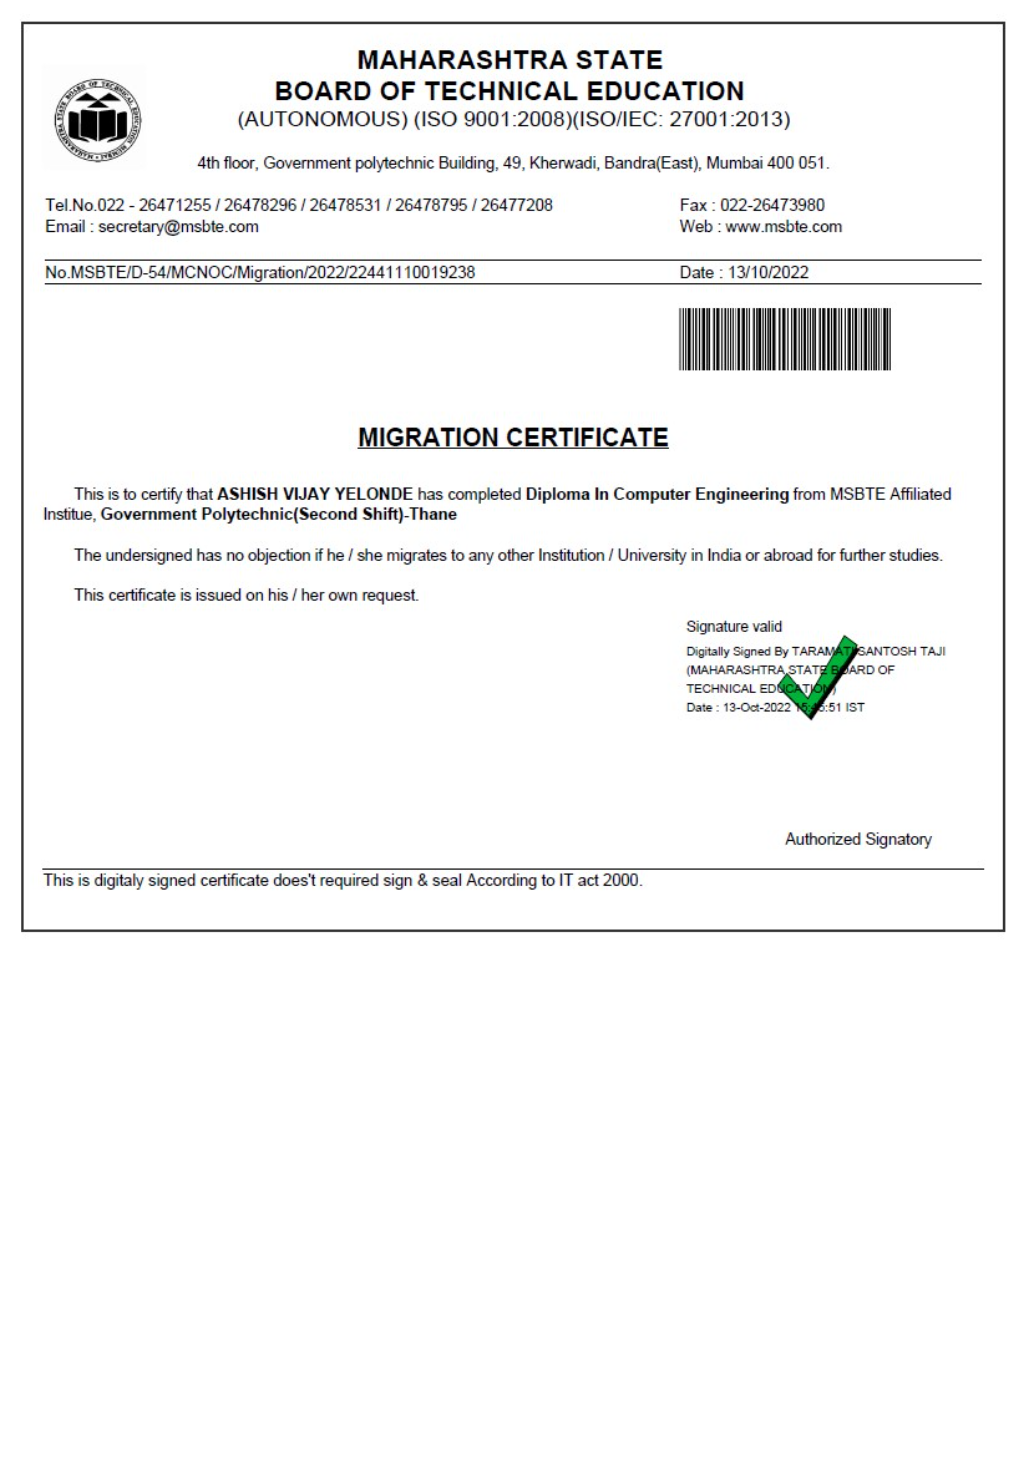 MAHARASHTRA STATE
BOARD OF TECHNICAL EDUCATION
(AUTONOMOUS) (ISO 9001:2008)(ISO/IEC: 27001:2013)
STATE BOARD OF TECHNICAL EDUCATION MUMBAI • MAHARASHTRA
4th floor, Government polytechnic Building, 49, Kherwadi, Bandra(East), Mumbai 400 051.
Tel.No.022 - 26471255 / 26478296 / 26478531 / 26478795 / 26477208 Fax : 022-26473980
Email : secretary@msbte.com Web : www.msbte.com
No.MSBTE/D-54/MCNOC/Migration/2022/22441110019238 Date : 13/10/2022
MIGRATION CERTIFICATE
This is to certify that ASHISH VIJAY YELONDE has completed Diploma In Computer Engineering from MSBTE Affiliated
Institue, Government Polytechnic(Second Shift)-Thane
The undersigned has no objection if he / she migrates to any other Institution / University in India or abroad for further studies.
This certificate is issued on his / her own request.
Signature valid
Digitally Signed By TARAMATI SANTOSH TAJI
(MAHARASHTRA STATE BOARD OF
TECHNICAL EDUCATION)
Date : 13-Oct-2022 IST
Authorized Signatory
This is digitaly signed certificate does't required sign & seal According to IT act 2000.